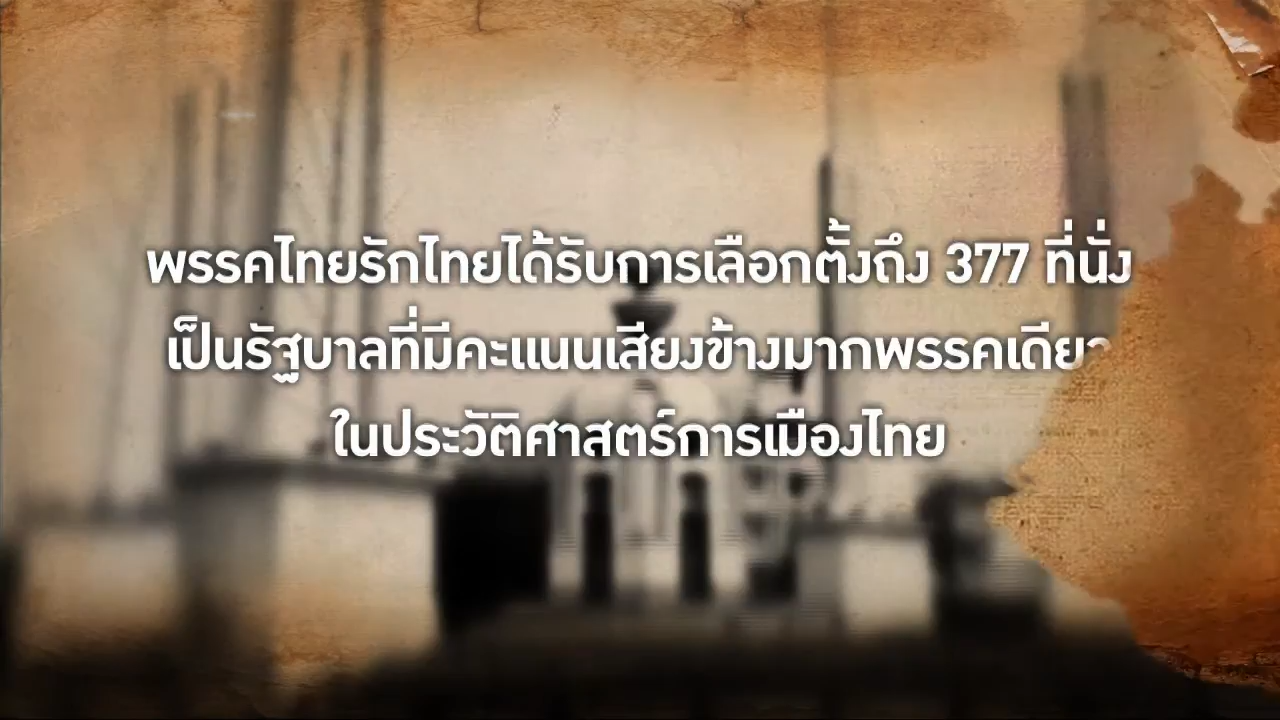 พรรคไทยรักไทยได้รับการเลือกตั้งถึง 377 ที่นั่ง
เป็นรัฐบาลที่มีคะแนนเสียงข้างมากพรรคเดียว
ในประวัติศาสตร์การเมืองไทย